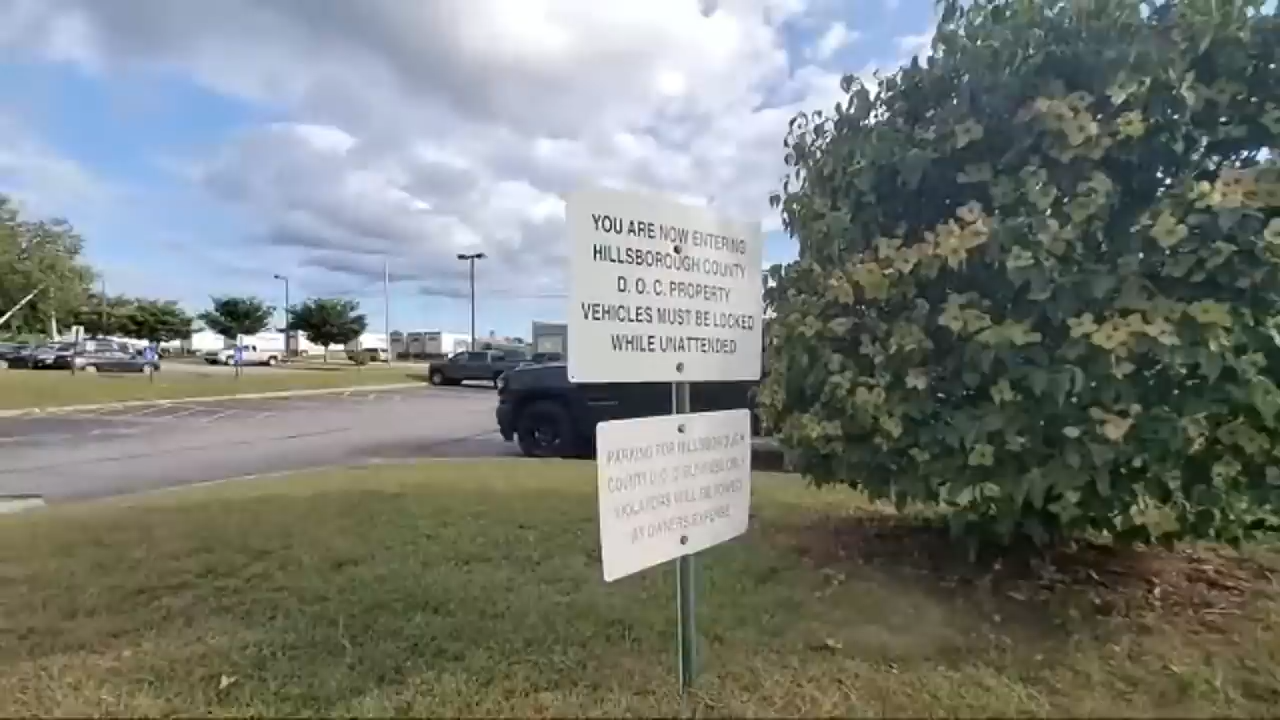 YOU ARE NOW ENTERING
HILLSBOROUGH COUNTY
D. O. C. PROPERTY
VEHICLES MUST BE LOCKED
WHILE UNATTENDED
PARKING FOR HILLSBOROUGH
COUNTY D. O. C. BUSINESS ONLY
VIOLATORS WILL BE TOWED
AT OWNERS EXPENSE